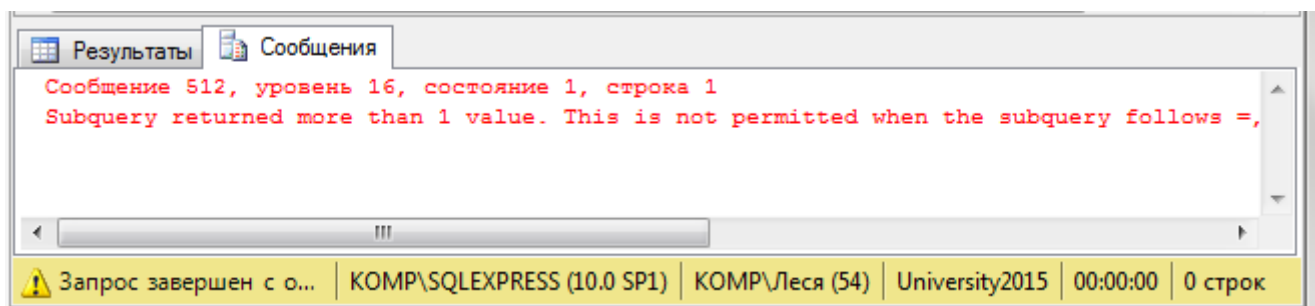 Результаты Сообщения
Сообщение 512, уровень 16, состояние 1, строка 1
Subquery returned more than 1 value. This is not permitted when the subquery follows =,
Запрос завершен с о... KOMP\SQLEXPRESS (10.0 SP1) KOMP\Леся (54) University2015 00:00:00 0 строк